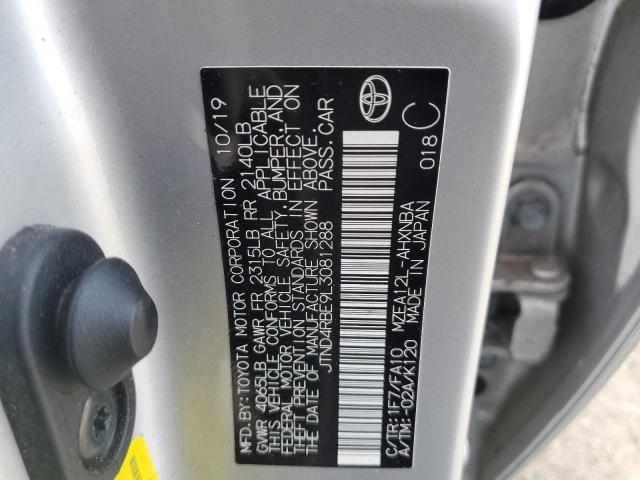 MFD.BY:TOYOTA MOTOR CORPORATION 10/19
GVWR 4065LB GAWR FR 2315LB RR 2140LB
THIS VEHICLE CONFORMS TO ALL APPLICABLE
FEDERAL MOTOR VEHICLE SAFETY,BUMPER,AND
THEFT PREVENTION STANDARDS IN EFFECT ON
THE DATE OF MANUFACTURE SHOWN ABOVE.
JTND4RBE9L3081288 PASS.CAR
C/TR:1F7/FA10 MZEA12L-AHXNBA
A/TM:-02A/K120 MADE IN JAPAN
018 C